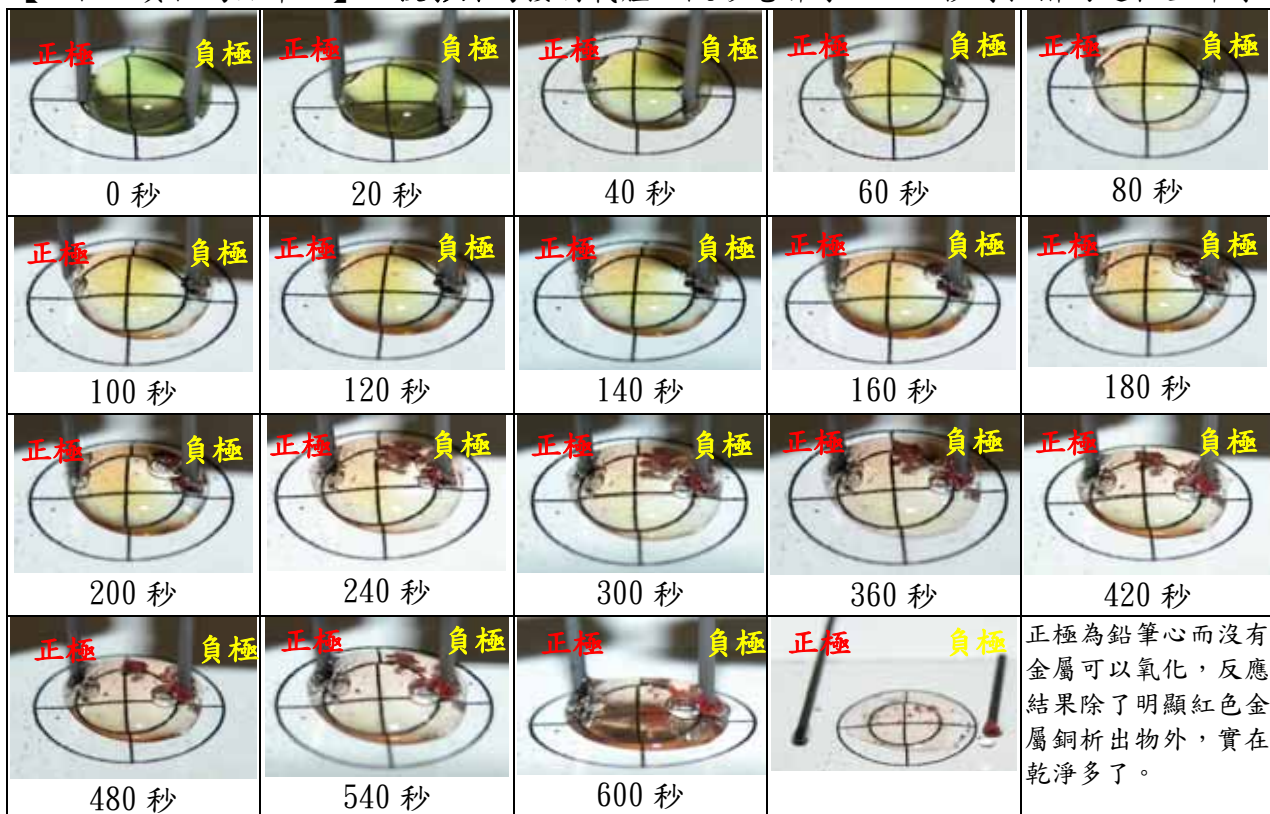 正極 負極 正極 負極 正極 負極 正極 負極 正極 負極
0 秒 20 秒 40 秒 60 秒 80 秒
正極 負極 正極 負極 正極 負極 正極 負極 正極 負極
100 秒 120 秒 140 秒 160 秒 180 秒
正極 負極 正極 負極 正極 負極 正極 負極 正極 負極
200 秒 240 秒 300 秒 360 秒 420 秒
正極 負極 正極 負極 正極 負極 正極 負極
480 秒 540 秒 600 秒
正極為鉛筆心而沒有
金屬可以氧化，反應
結果除了明顯紅色金
屬銅析出物外，實在
乾淨多了。